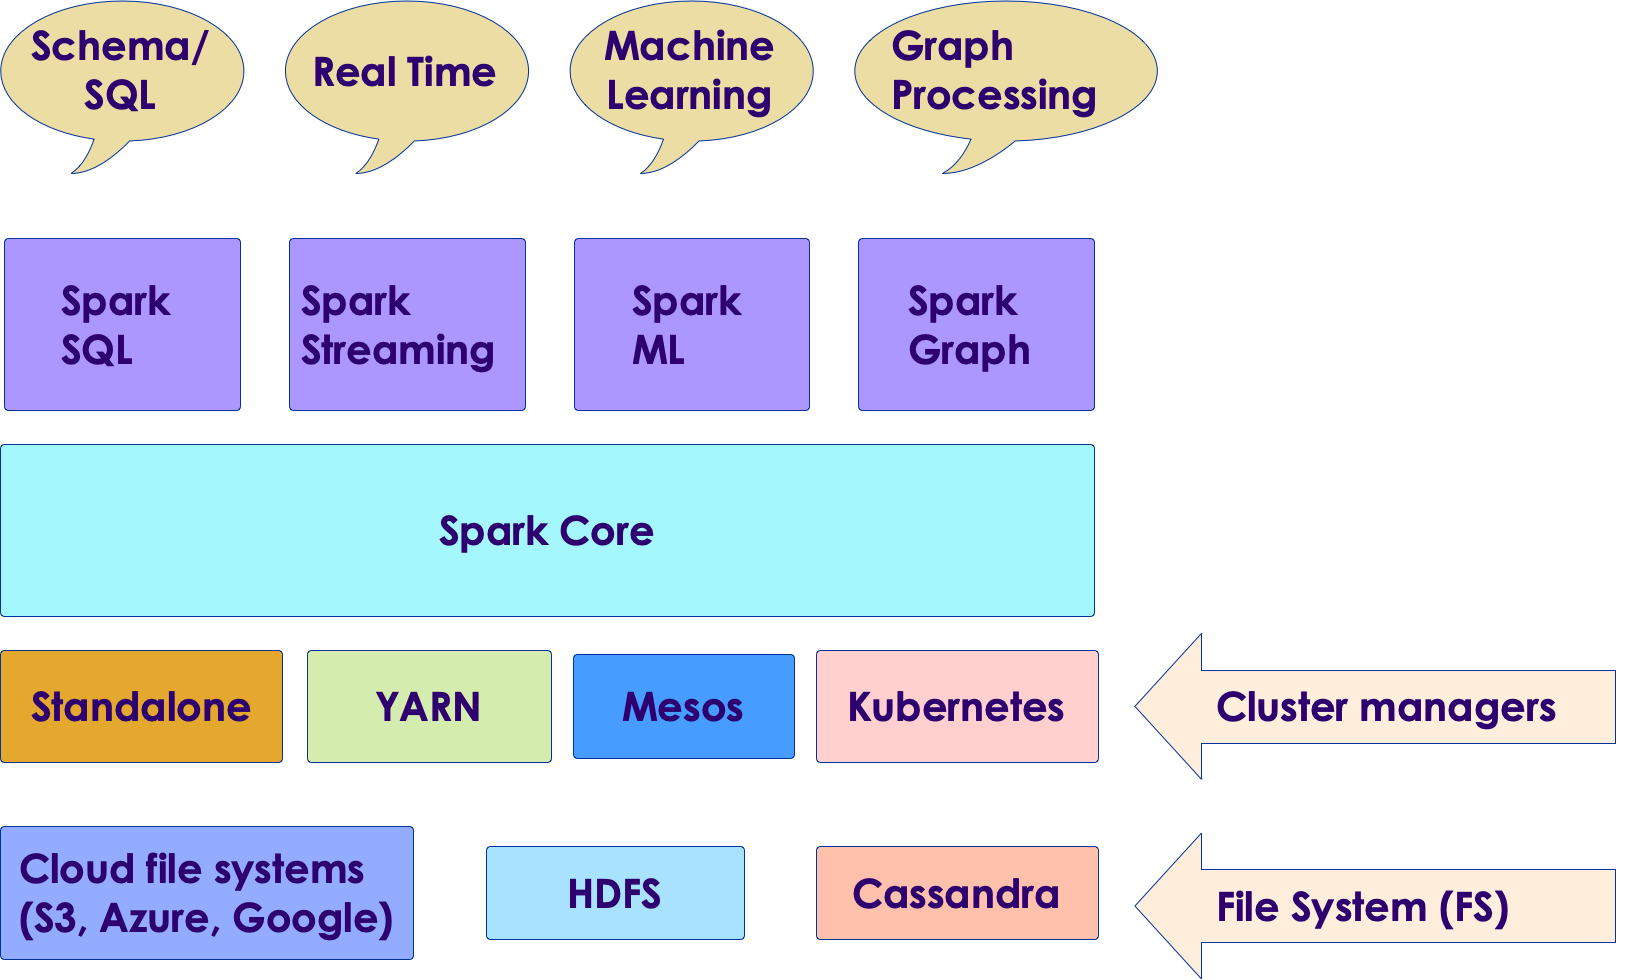 Schema/
SQL
Real Time
Machine
Learning
Graph
Processing
Spark
SQL
Spark
Streaming
Spark
ML
Spark
Graph
Spark Core
Standalone
YARN
Mesos
Kubernetes
Cluster managers
Cloud file systems
(S3, Azure, Google)
HDFS
Cassandra
File System (FS)